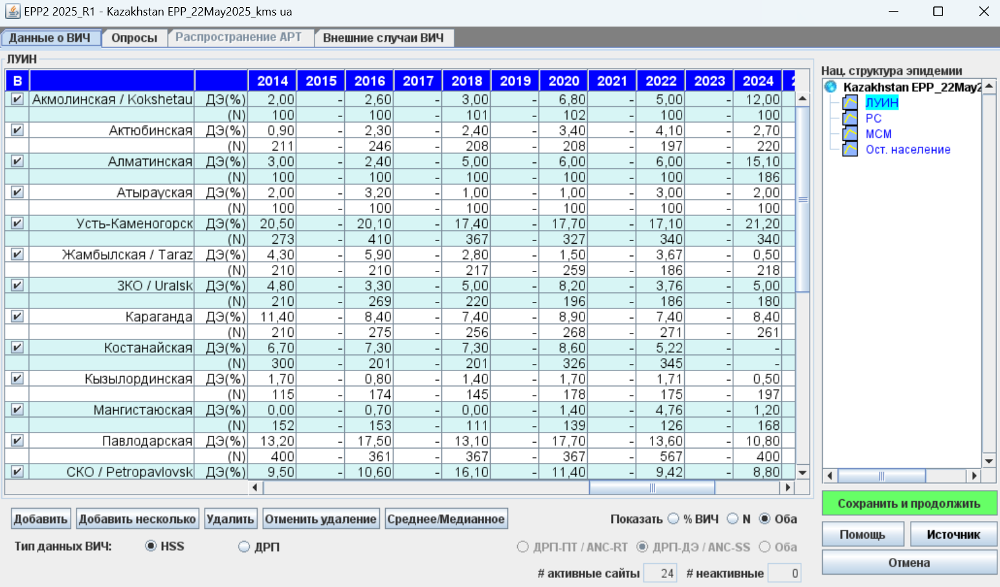 EPP2 2025_R1 - Kazakhstan EPP_22May2025_kms ua
Данные о ВИЧ Опросы Распространение АРТ Внешние случаи ВИЧ
ЛУИН
В 2014 2015 2016 2017 2018 2019 2020 2021 2022 2023 2024
Акмолинская / Kokshetau ДЭ(%) 2,00 - 2,60 - 3,00 - 6,80 - 5,00 - 12,00
(N) 100 - 100 - 101 - 102 - 100 - 100
Актюбинская ДЭ(%) 0,90 - 2,30 - 2,40 - 3,40 - 4,10 - 2,70
(N) 211 - 246 - 208 - 208 - 197 - 220
Алматинская ДЭ(%) 3,00 - 2,40 - 5,00 - 6,00 - 6,00 - 15,10
(N) 100 - 100 - 100 - 100 - 100 - 186
Атырауская ДЭ(%) 2,00 - 3,20 - 1,00 - 1,00 - 3,00 - 2,00
(N) 100 - 100 - 100 - 100 - 100 - 100
Усть-Каменогорск ДЭ(%) 20,50 - 20,10 - 17,40 - 17,70 - 17,10 - 21,20
(N) 273 - 410 - 367 - 327 - 340 - 340
Жамбылская / Taraz ДЭ(%) 4,30 - 5,90 - 2,80 - 1,50 - 3,67 - 0,50
(N) 210 - 210 - 217 - 259 - 186 - 218
ЗКО / Uralsk ДЭ(%) 4,80 - 3,30 - 5,00 - 8,20 - 3,76 - 5,00
(N) 210 - 269 - 220 - 196 - 186 - 180
Караганда ДЭ(%) 11,40 - 8,40 - 7,40 - 8,90 - 7,40 - 8,40
(N) 210 - 275 - 256 - 268 - 271 - 261
Костанайская ДЭ(%) 6,70 - 7,30 - 7,30 - 8,60 - 5,22 - -
(N) 300 - 201 - 201 - 326 - 345 - -
Кызылординская ДЭ(%) 1,70 - 0,80 - 1,40 - 1,70 - 1,71 - 0,50
(N) 115 - 174 - 145 - 178 - 175 - 197
Мангистаюская ДЭ(%) 0,00 - 0,70 - 0,00 - 1,40 - 4,76 - 1,20
(N) 152 - 153 - 111 - 139 - 126 - 168
Павлодарская ДЭ(%) 13,20 - 17,50 - 13,10 - 17,70 - 13,60 - 10,80
(N) 400 - 361 - 367 - 367 - 567 - 400
СКО / Petropavlovsk ДЭ(%) 9,50 - 10,60 - 16,10 - 11,40 - 9,42 - 8,80
Добавить Добавить несколько Удалить Отменить удаление Среднее/Медианное Показать % ВИЧ N Оба
Тип данных ВИЧ: HSS ДРП ДРП-ПТ / ANC-RT ДРП-ДЭ / ANC-SS Оба
# активные сайты 24 # неактивные 0
Нац. структура эпидемии
Kazakhstan EPP_22May2
ЛУИН
РС
МСМ
Ост. население
Сохранить и продолжить
Помощь Источник
Отмена